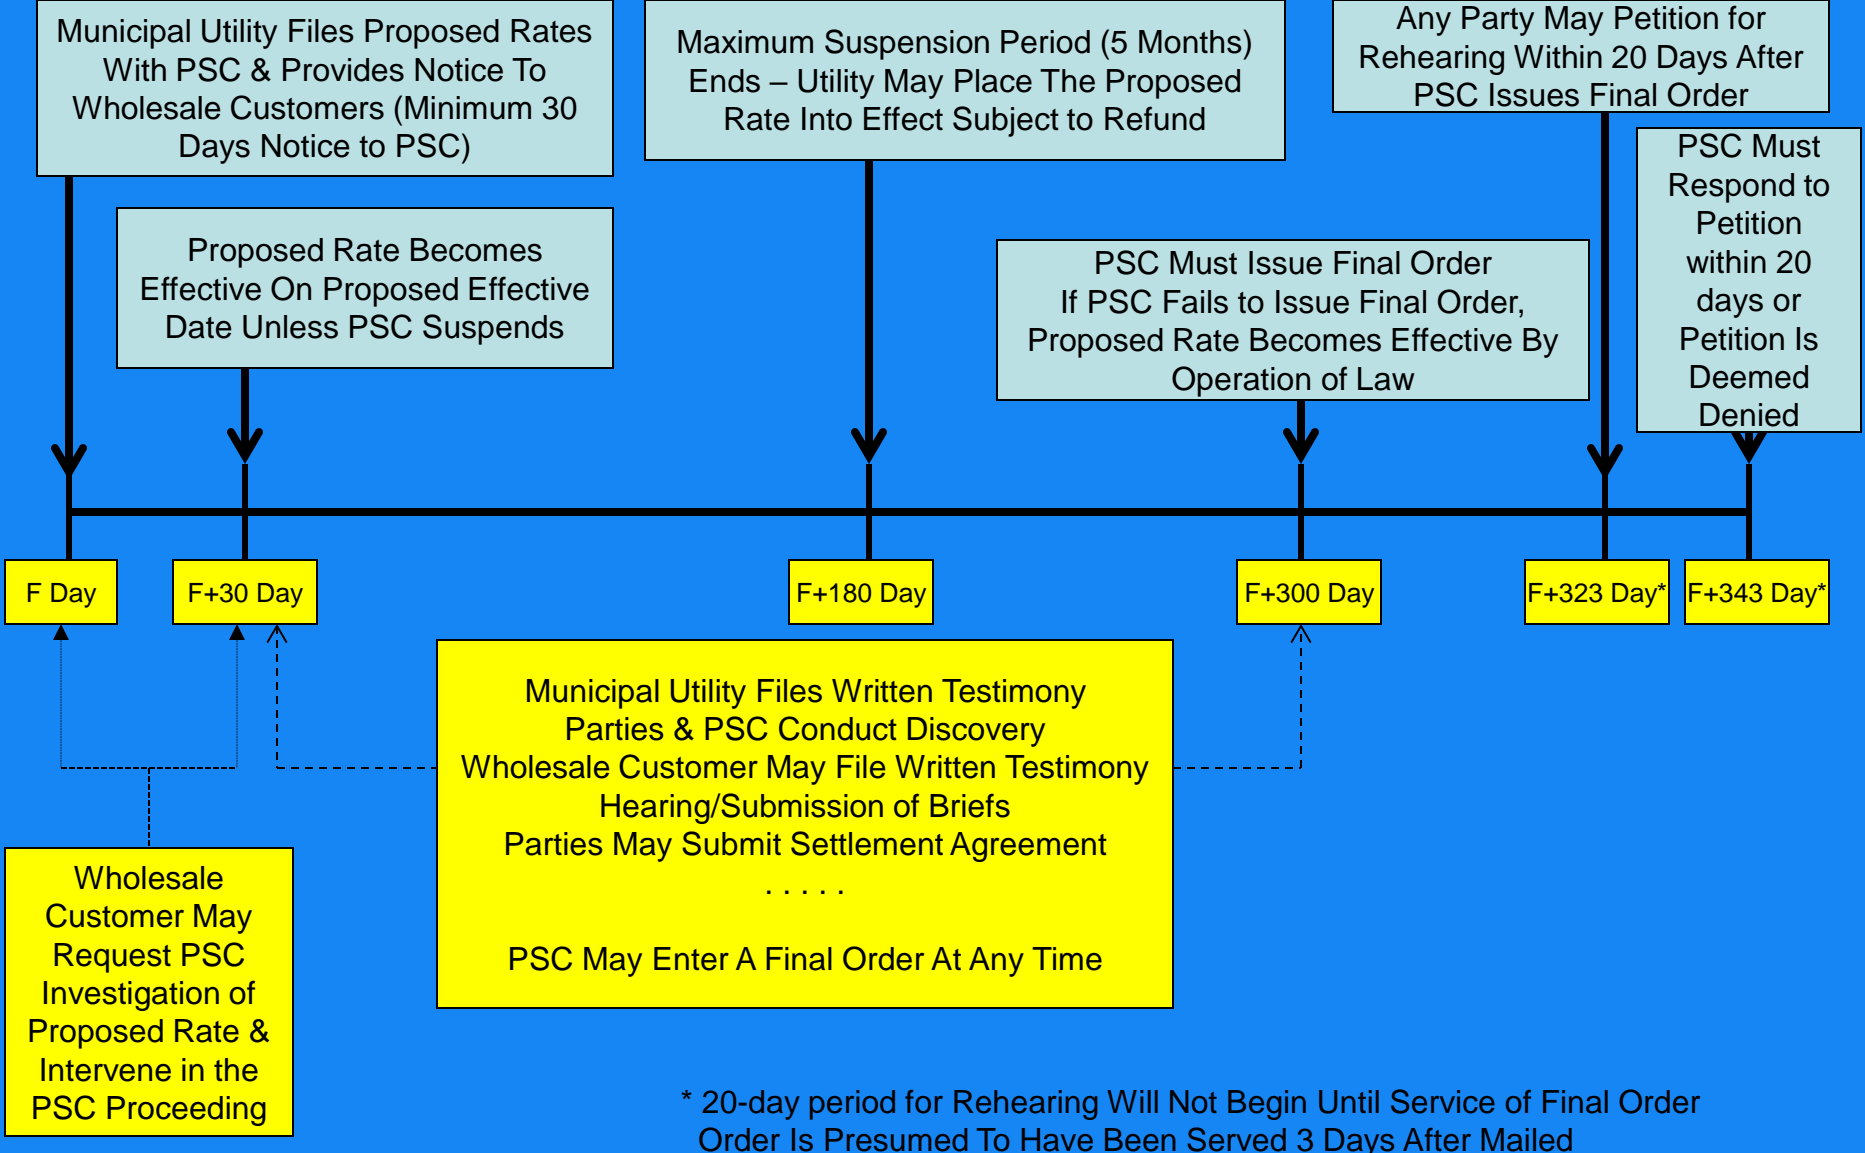 Municipal Utility Files Proposed Rates
With PSC & Provides Notice To
Wholesale Customers (Minimum 30
Days Notice to PSC)
Maximum Suspension Period (5 Months)
Ends – Utility May Place The Proposed
Rate Into Effect Subject to Refund
Any Party May Petition for
Rehearing Within 20 Days After
PSC Issues Final Order
PSC Must
Respond to
Petition
within 20
days or
Petition Is
Deemed
Denied
Proposed Rate Becomes
Effective On Proposed Effective
Date Unless PSC Suspends
PSC Must Issue Final Order
If PSC Fails to Issue Final Order,
Proposed Rate Becomes Effective By
Operation of Law
F Day
F+30 Day
F+180 Day
F+300 Day
F+323 Day*
F+343 Day*
Municipal Utility Files Written Testimony
Parties & PSC Conduct Discovery
Wholesale Customer May File Written Testimony
Hearing/Submission of Briefs
Parties May Submit Settlement Agreement
. . . . .
PSC May Enter A Final Order At Any Time
Wholesale
Customer May
Request PSC
Investigation of
Proposed Rate &
Intervene in the
PSC Proceeding
* 20-day period for Rehearing Will Not Begin Until Service of Final Order
Order Is Presumed To Have Been Served 3 Days After Mailed